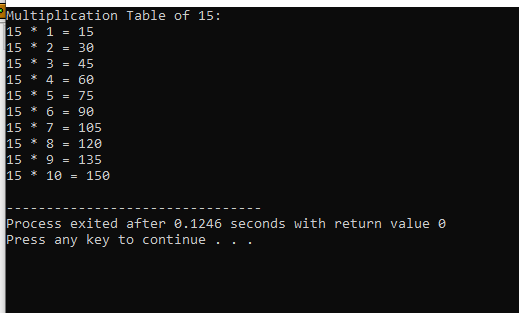 Multiplication Table of 15:
15 * 1 = 15
15 * 2 = 30
15 * 3 = 45
15 * 4 = 60
15 * 5 = 75
15 * 6 = 90
15 * 7 = 105
15 * 8 = 120
15 * 9 = 135
15 * 10 = 150
--------------------------------
Process exited after 0.1246 seconds with return value 0
Press any key to continue . . .